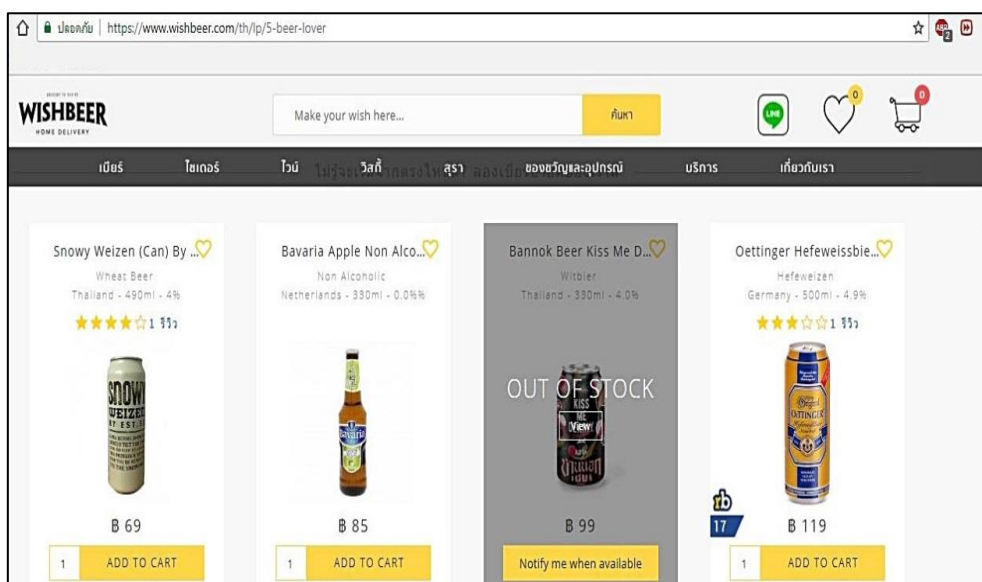 ปลอดภัย | https://www.wishbeer.com/th/lp/5-beer-lover
2
WISHBEER
HOME DELIVERY
Make your wish here...
ค้นหา
LINE
0
0
เบียร์ ไซเดอร์ ไวน์ วิสกี้ สุรา ของขวัญและอุปกรณ์ บริการ เกี่ยวกับเรา
Snowy Weizen (Can) By ...
Wheat Beer
Thailand - 490ml - 4%
1 รีวิว
SNOWY
WEIZEN
BY EST.
฿ 69
1 ADD TO CART
Bavaria Apple Non Alco...
Non Alcoholic
Netherlands - 330ml - 0.0%%
Bavaria
฿ 85
1 ADD TO CART
Bannok Beer Kiss Me D...
Witbier
Thailand - 330ml - 4.0%
OUT OF STOCK
KISS
ME
View
฿ 99
Notify me when available
Oettinger Hefeweissbie...
Hefeweizen
Germany - 500ml - 4.9%
1 รีวิว
OETTINGER
rb
17
฿ 119
1 ADD TO CART